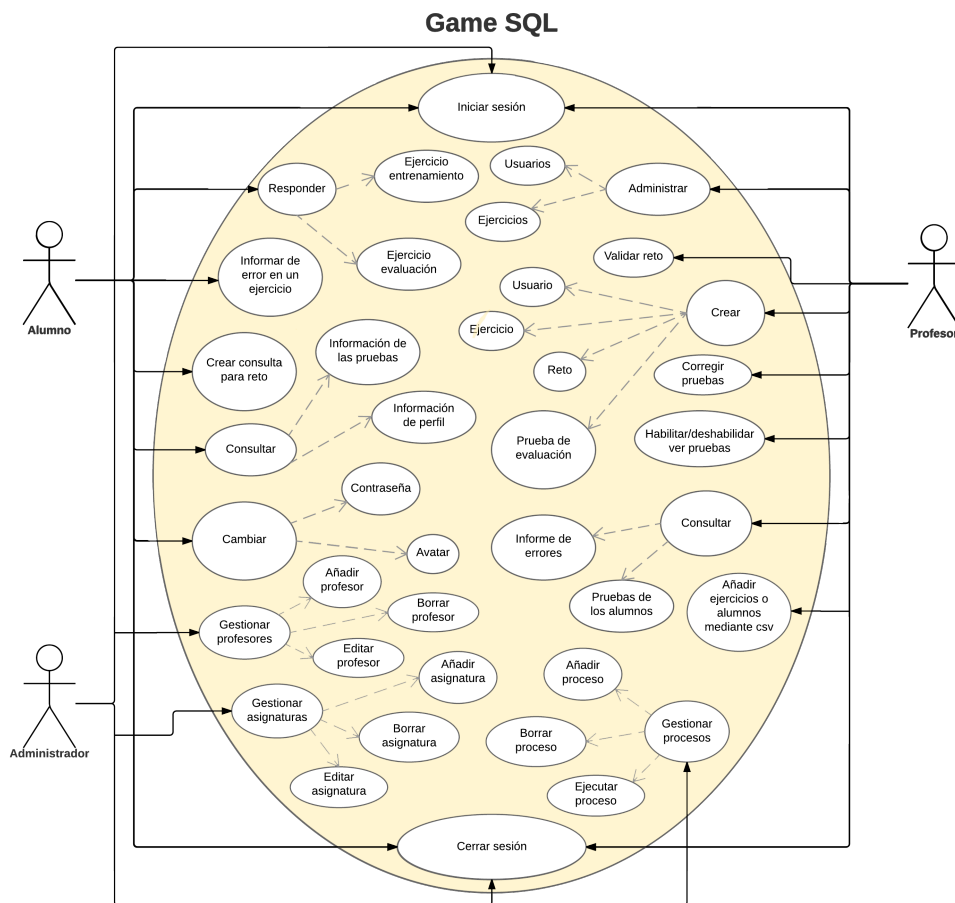 Game SQL
Iniciar sesión
Responder
Ejercicio
entrenamiento
Usuarios
Administrar
Ejercicios
Alumno
Informar de
error en un
ejercicio
Ejercicio
evaluación
Validar reto
Usuario
Crear
Profesor
Ejercicio
Crear consulta
para reto
Información de
las pruebas
Reto
Corregir
pruebas
Consultar
Información
de perfil
Prueba de
evaluación
Habilitar/deshabilidar
ver pruebas
Contraseña
Cambiar
Avatar
Informe de
errores
Consultar
Añadir
profesor
Borrar
profesor
Pruebas de
los alumnos
Añadir
ejercicios o
alumnos
mediante csv
Gestionar
profesores
Editar
profesor
Añadir
asignatura
Añadir
proceso
Administrador
Gestionar
asignaturas
Borrar
asignatura
Borrar
proceso
Gestionar
procesos
Editar
asignatura
Ejecutar
proceso
Cerrar sesión